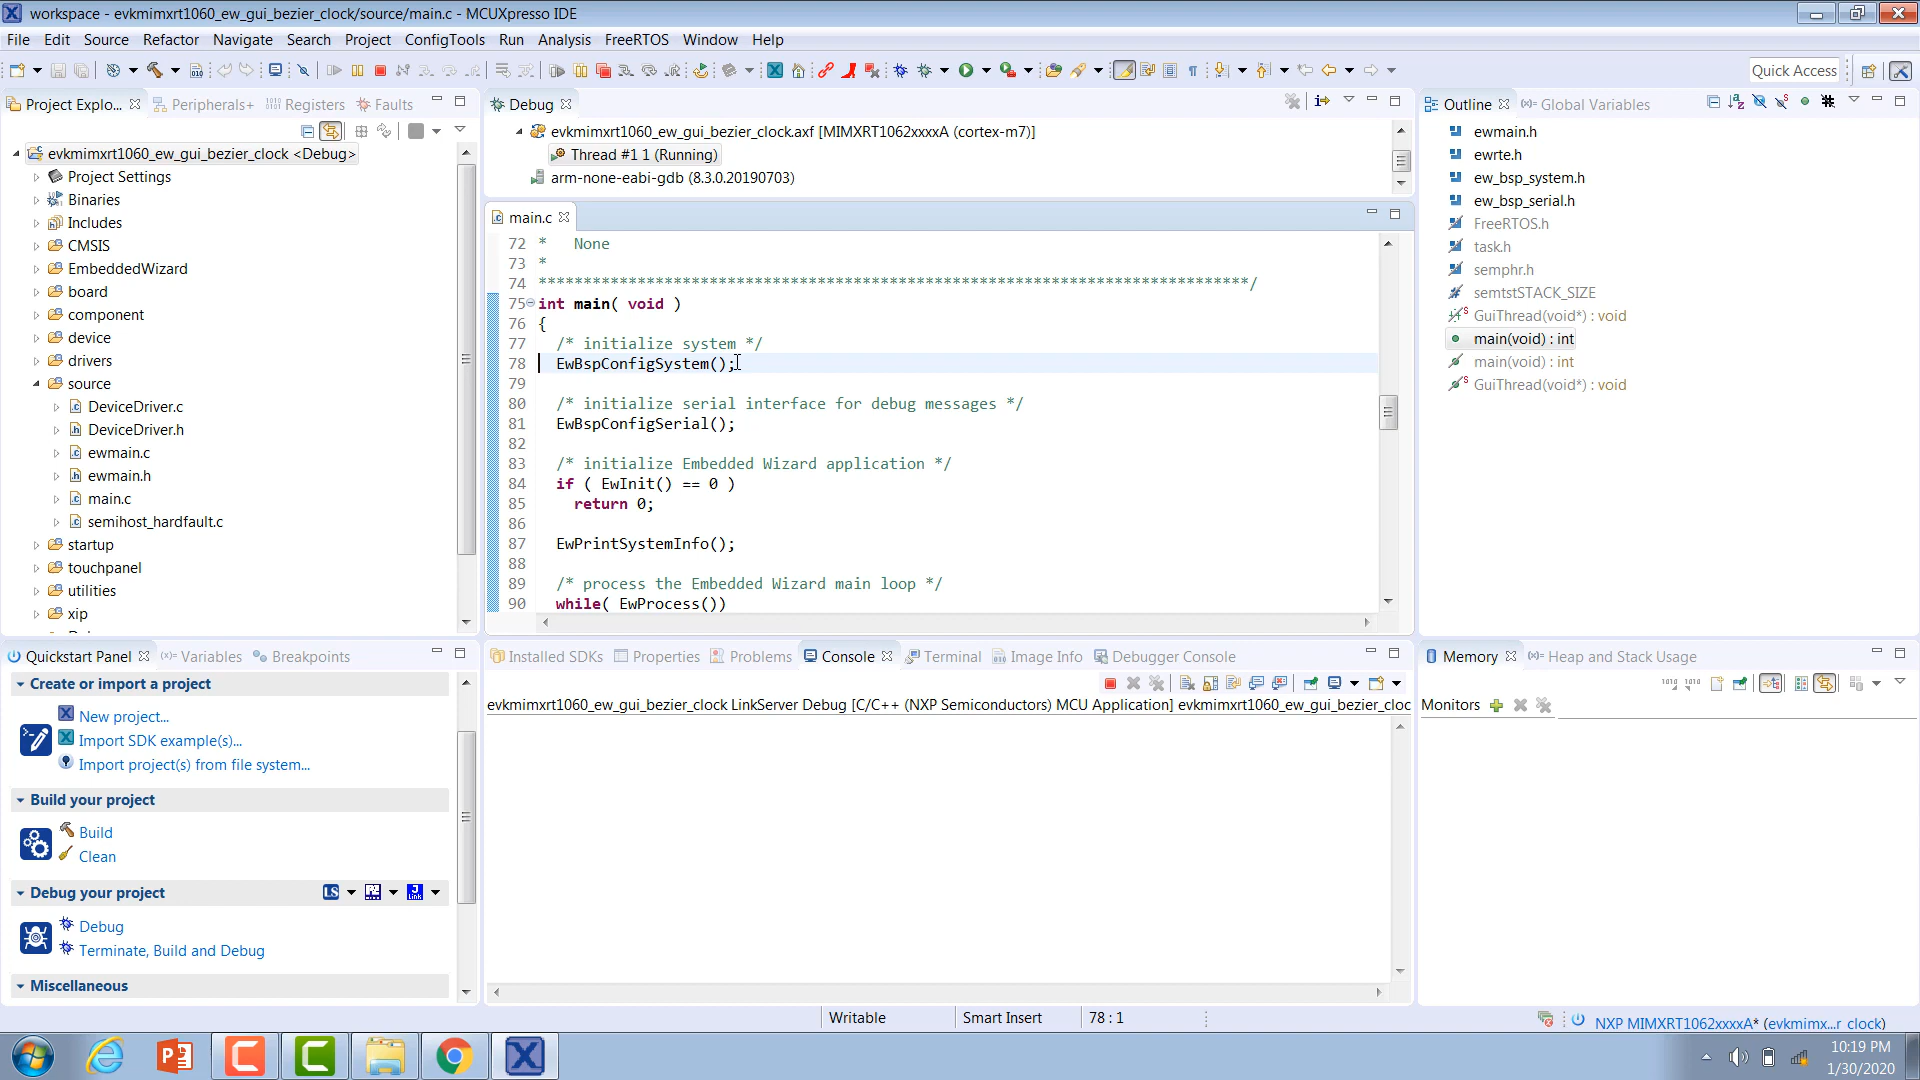 workspace - evkmimxrt1060_ew_gui_bezier_clock/source/main.c - MCUXpresso IDE
File Edit Source Refactor Navigate Search Project ConfigTools Run Analysis FreeRTOS Window Help
Quick Access
Project Explo... Peripherals+ Registers Faults
evkmimxrt1060_ew_gui_bezier_clock <Debug>
Project Settings
Binaries
Includes
CMSIS
EmbeddedWizard
board
component
device
drivers
source
DeviceDriver.c
DeviceDriver.h
ewmain.c
ewmain.h
main.c
semihost_hardfault.c
startup
touchpanel
utilities
xip
Debug
evkmimxrt1060_ew_gui_bezier_clock.axf [MIMXRT1062xxxxA (cortex-m7)]
Thread #1 1 (Running)
arm-none-eabi-gdb (8.3.0.20190703)
main.c
72 * None
73 *
74 *******************************************************************************/
75 int main( void )
76 {
77 /* initialize system */
78 EwBspConfigSystem();
79
80 /* initialize serial interface for debug messages */
81 EwBspConfigSerial();
82
83 /* initialize Embedded Wizard application */
84 if ( EwInit() == 0 )
85 return 0;
86
87 EwPrintSystemInfo();
88
89 /* process the Embedded Wizard main loop */
90 while( EwProcess())
Outline Global Variables
ewmain.h
ewrte.h
ew_bsp_system.h
ew_bsp_serial.h
FreeRTOS.h
task.h
semphr.h
semtstSTACK_SIZE
GuiThread(void*) : void
main(void) : int
main(void) : int
GuiThread(void*) : void
Quickstart Panel Variables Breakpoints
Create or import a project
New project...
Import SDK example(s)...
Import project(s) from file system...
Build your project
Build
Clean
Debug your project
LS
Debug
Terminate, Build and Debug
Miscellaneous
Installed SDKs Properties Problems Console Terminal Image Info Debugger Console
evkmimxrt1060_ew_gui_bezier_clock LinkServer Debug [C/C++ (NXP Semiconductors) MCU Application] evkmimxrt1060_ew_gui_bezier_cloc
Memory Heap and Stack Usage
Monitors
Writable Smart Insert 78 : 1
NXP MIMXRT1062xxxxA* (evkmimx...r clock)
10:19 PM
1/30/2020